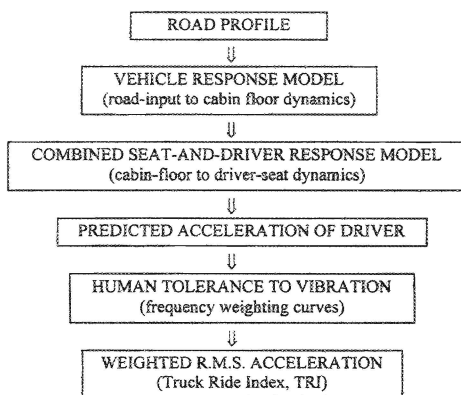 ROAD PROFILE
⇓
VEHICLE RESPONSE MODEL
(road-input to cabin floor dynamics)
⇓
COMBINED SEAT-AND-DRIVER RESPONSE MODEL
(cabin-floor to driver-seat dynamics)
⇓
PREDICTED ACCELERATION OF DRIVER
⇓
HUMAN TOLERANCE TO VIBRATION
(frequency weighting curves)
⇓
WEIGHTED R.M.S. ACCELERATION
(Truck Ride Index, TRI)